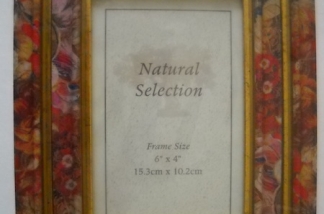 Natural
Selection
Frame Size
6" x 4"
15.3cm x 10.2cm